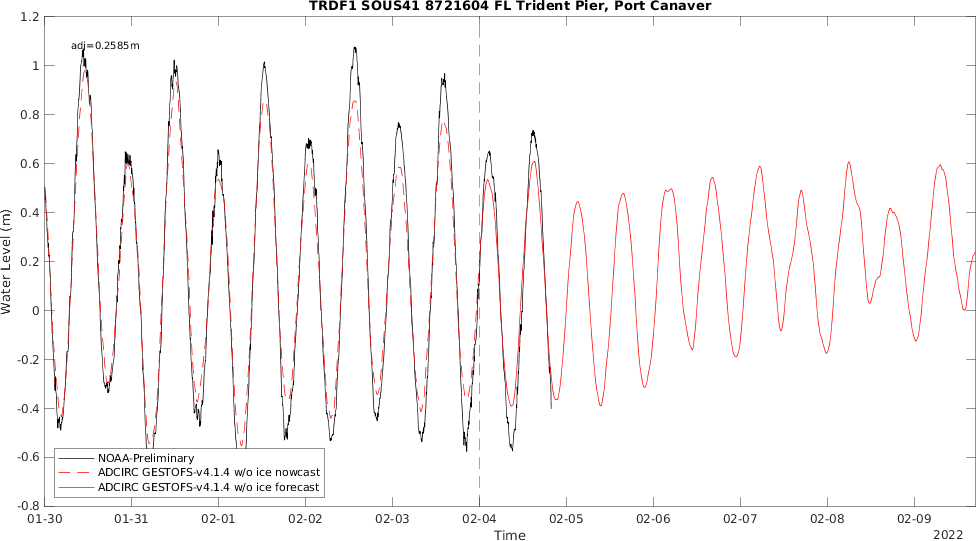 TRDF1 SOUS41 8721604 FL Trident Pier, Port Canaver
adj=0.2585m
1.2
1
0.8
0.6
0.4
0.2
0
-0.2
-0.4
-0.6
-0.8
Water Level (m)
NOAA-Preliminary
ADCIRC GESTOFS-v4.1.4 w/o ice nowcast
ADCIRC GESTOFS-v4.1.4 w/o ice forecast
01-30 01-31 02-01 02-02 02-03 02-04 02-05 02-06 02-07 02-08 02-09
Time
2022